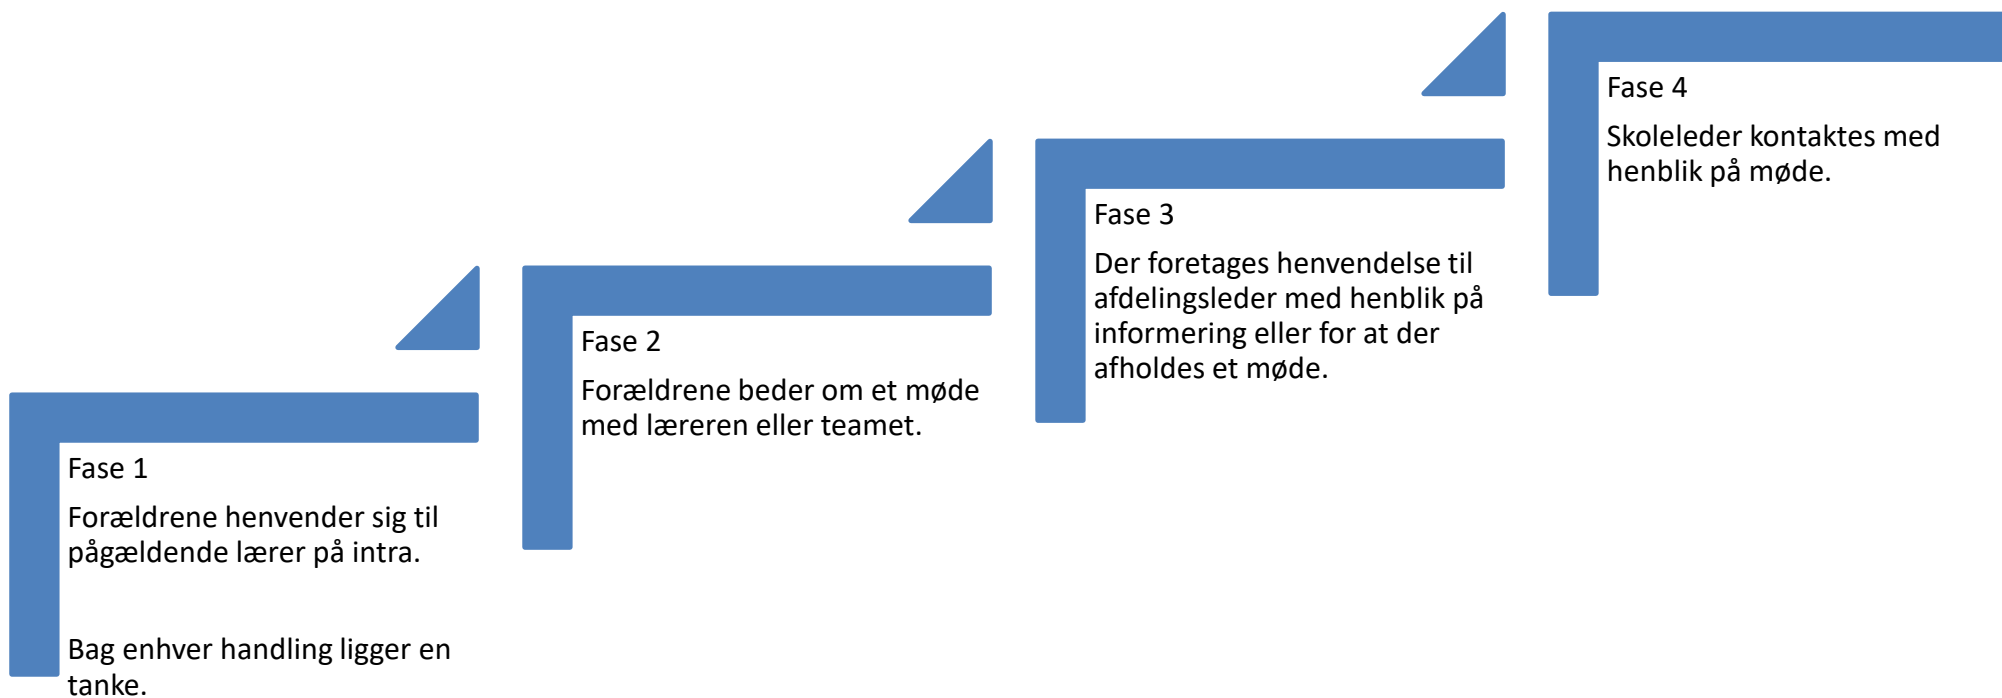 Fase 1
Forældrene henvender sig til
pågældende lærer på intra.
Bag enhver handling ligger en
tanke.
Fase 2
Forældrene beder om et møde
med læreren eller teamet.
Fase 3
Der foretages henvendelse til
afdelingsleder med henblik på
informering eller for at der
afholdes et møde.
Fase 4
Skoleleder kontaktes med
henblik på møde.